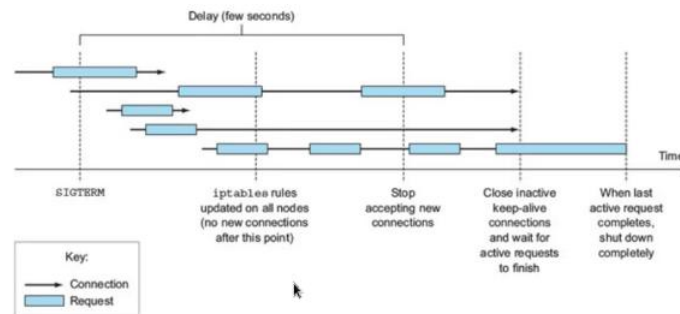 Delay (few seconds)
Time
SIGTERM
iptables rules
updated on all nodes
(no new connections
after this point)
Stop
accepting new
connections
Close inactive
keep-alive
connections
and wait for
active requests
to finish
When last
active request
completes,
shut down
completely
Key:
Connection
Request